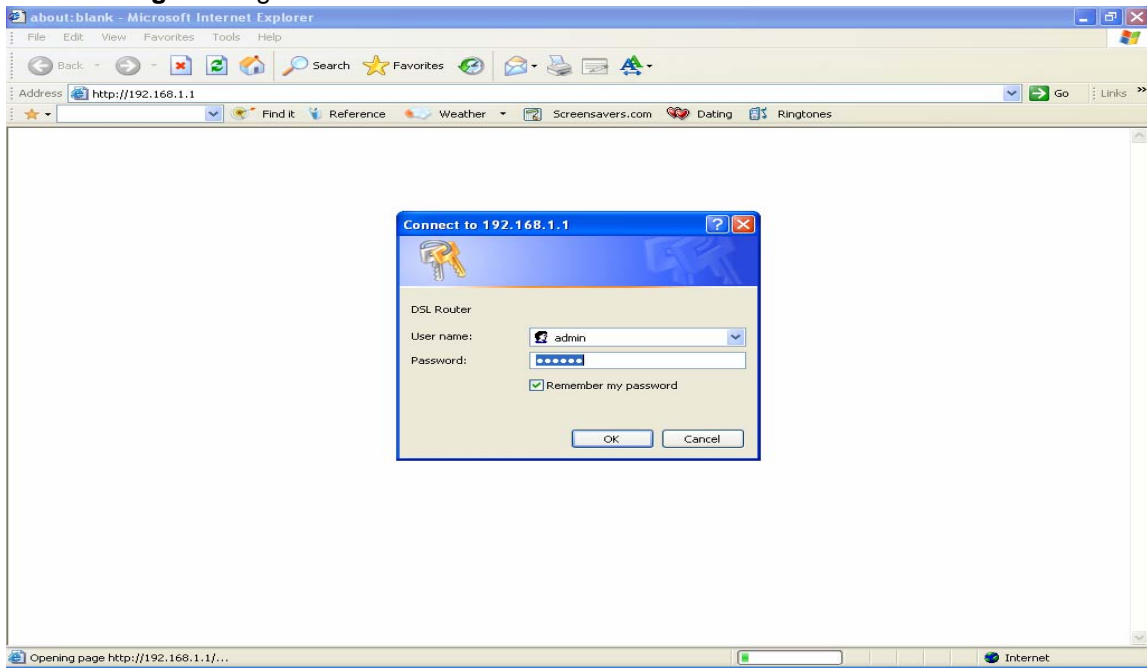 about:blank - Microsoft Internet Explorer
File Edit View Favorites Tools Help
Back Search Favorites
Address http://192.168.1.1 Go Links »
Find it Reference Weather Screensavers.com Dating Ringtones
Connect to 192.168.1.1
DSL Router
User name: admin
Password: ••••••
Remember my password
OK Cancel
Opening page http://192.168.1.1/... Internet